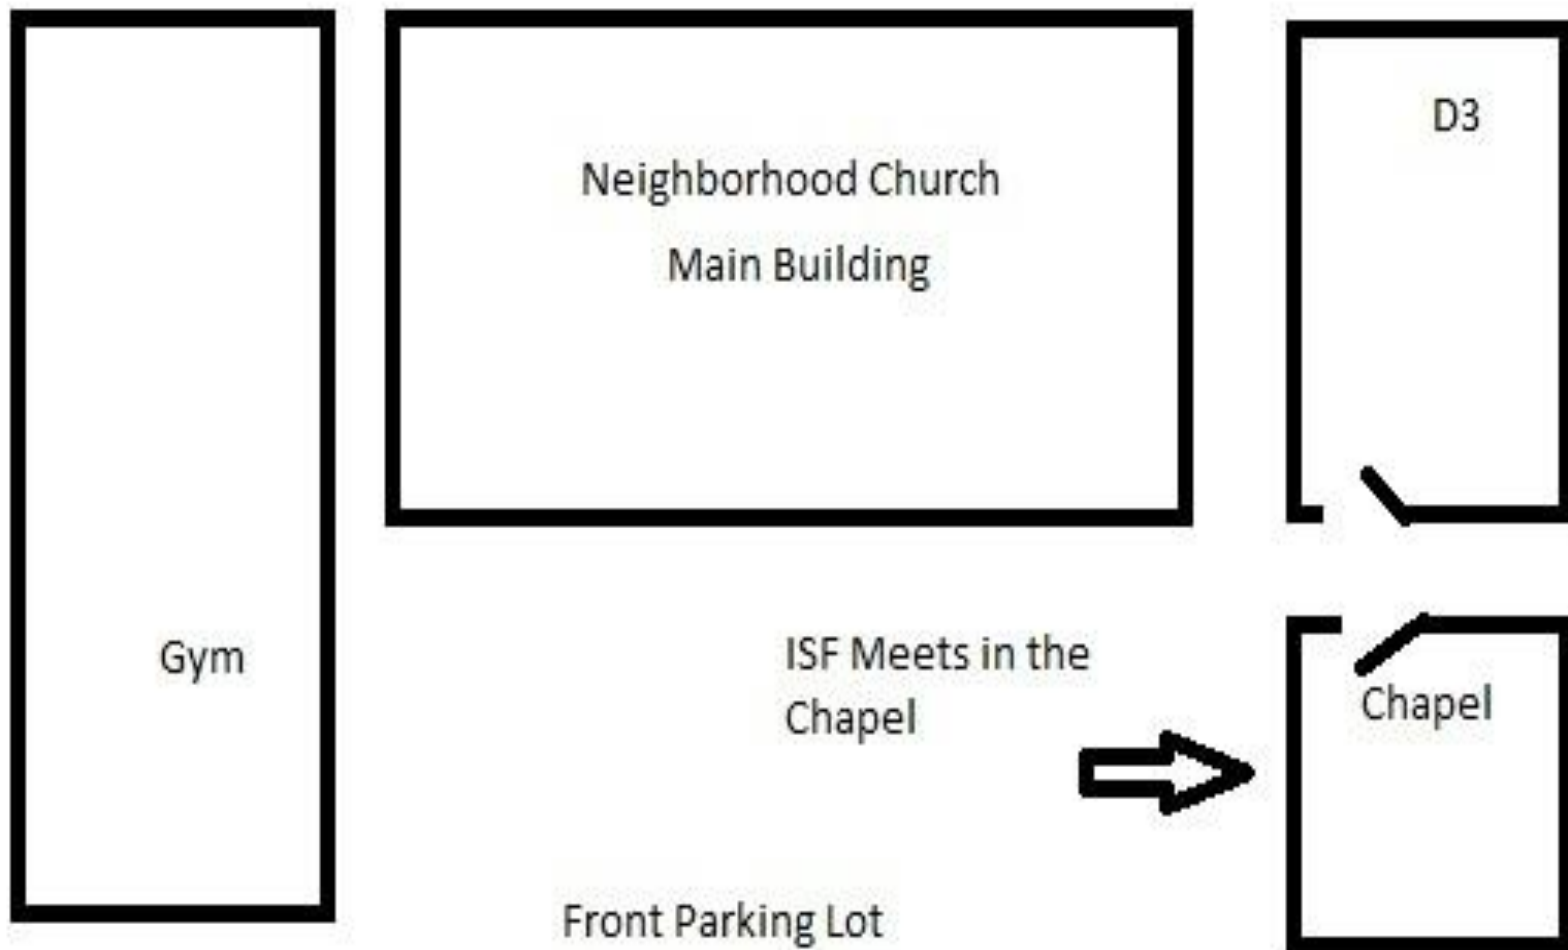 D3
Neighborhood Church
Main Building
Gym
ISF Meets in the
Chapel
Chapel
Front Parking Lot